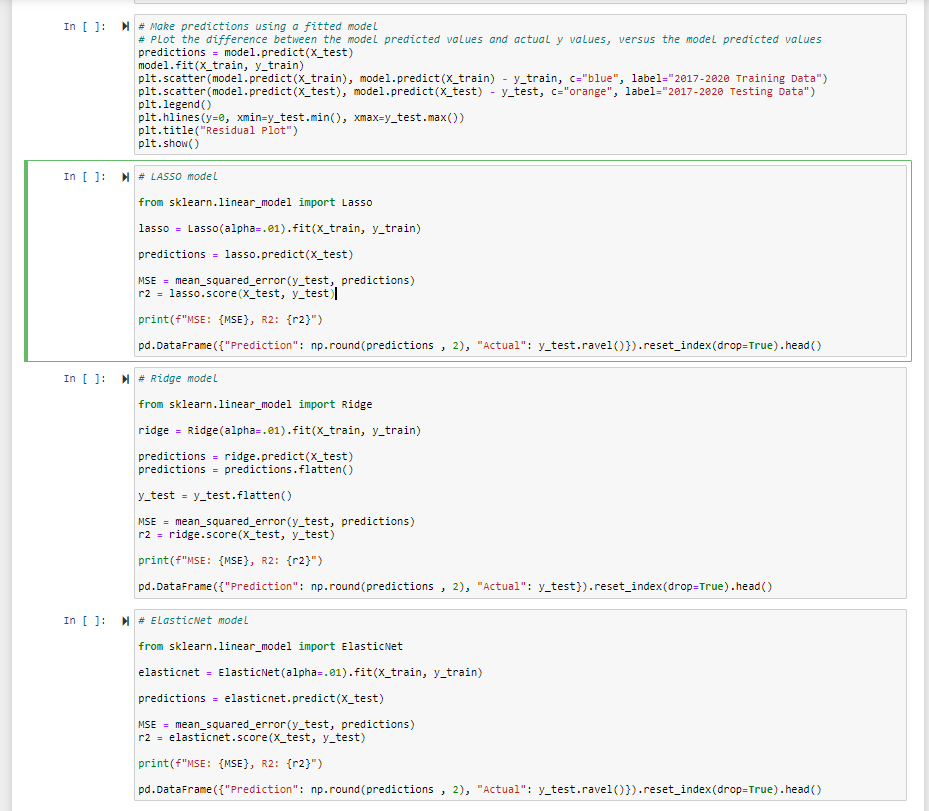 In [ ]: # Make predictions using a fitted model
# Plot the difference between the model predicted values and actual y values, versus the model predicted values
predictions = model.predict(X_test)
model.fit(X_train, y_train)
plt.scatter(model.predict(X_train), model.predict(X_train) - y_train, c="blue", label="2017-2020 Training Data")
plt.scatter(model.predict(X_test), model.predict(X_test) - y_test, c="orange", label="2017-2020 Testing Data")
plt.legend()
plt.hlines(y=0, xmin=y_test.min(), xmax=y_test.max())
plt.title("Residual Plot")
plt.show()
In [ ]: # LASSO model
from sklearn.linear_model import Lasso
lasso = Lasso(alpha=.01).fit(X_train, y_train)
predictions = lasso.predict(X_test)
MSE = mean_squared_error(y_test, predictions)
r2 = lasso.score(X_test, y_test)
print(f"MSE: {MSE}, R2: {r2}")
pd.DataFrame({"Prediction": np.round(predictions , 2), "Actual": y_test.ravel()}).reset_index(drop=True).head()
In [ ]: # Ridge model
from sklearn.linear_model import Ridge
ridge = Ridge(alpha=.01).fit(X_train, y_train)
predictions = ridge.predict(X_test)
predictions = predictions.flatten()
y_test = y_test.flatten()
MSE = mean_squared_error(y_test, predictions)
r2 = ridge.score(X_test, y_test)
print(f"MSE: {MSE}, R2: {r2}")
pd.DataFrame({"Prediction": np.round(predictions , 2), "Actual": y_test}).reset_index(drop=True).head()
In [ ]: # ElasticNet model
from sklearn.linear_model import ElasticNet
elasticnet = ElasticNet(alpha=.01).fit(X_train, y_train)
predictions = elasticnet.predict(X_test)
MSE = mean_squared_error(y_test, predictions)
r2 = elasticnet.score(X_test, y_test)
print(f"MSE: {MSE}, R2: {r2}")
pd.DataFrame({"Prediction": np.round(predictions , 2), "Actual": y_test.ravel()}).reset_index(drop=True).head()